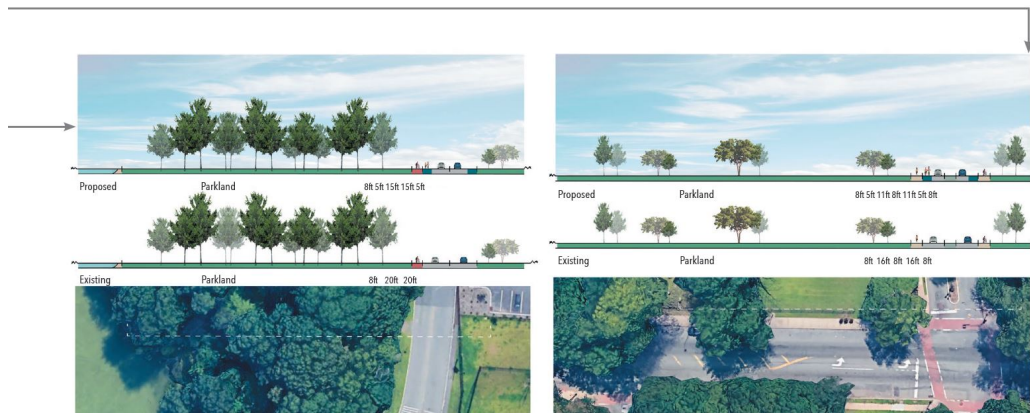 Proposed Parkland 8ft 5ft 15ft 15ft 5ft
Existing Parkland 8ft 20ft 20ft
Proposed Parkland 8ft 5ft 11ft 8ft 11ft 5ft 8ft
Existing Parkland 8ft 16ft 8ft 16ft 8ft